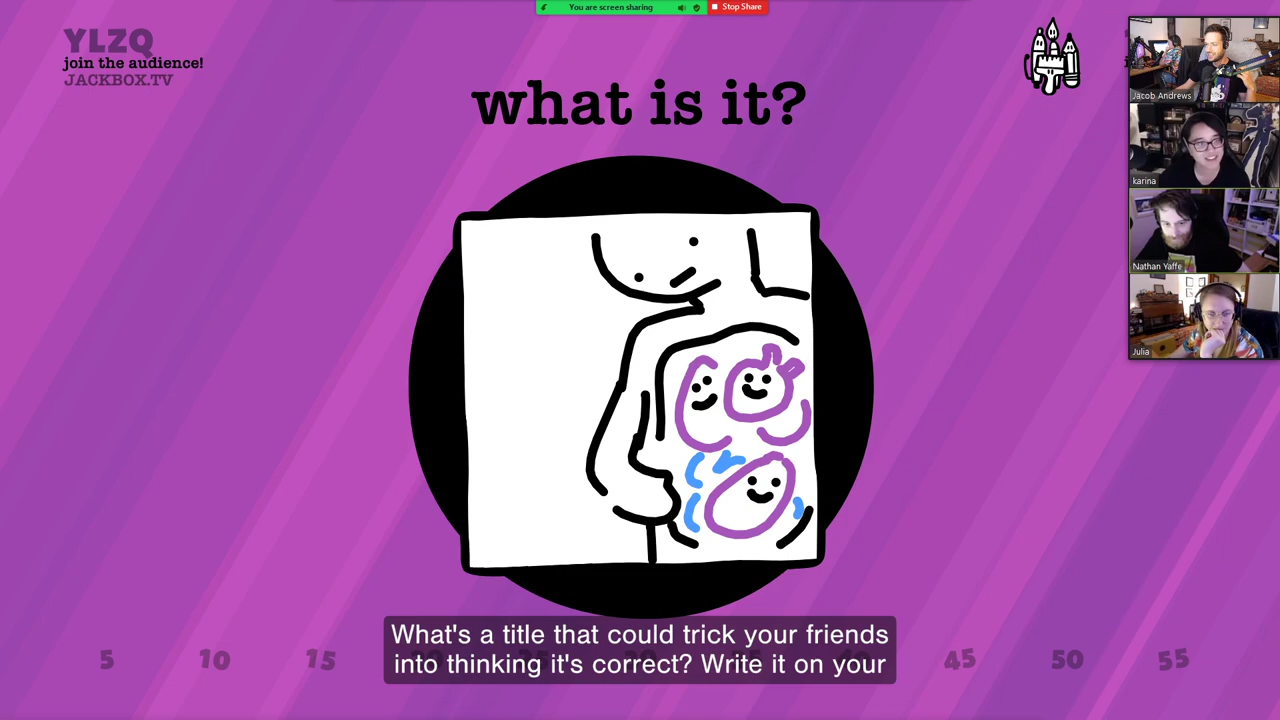 You are screen sharing
Stop Share
YLZQ
join the audience!
JACKBOX.TV
what is it?
Jacob Andrews
karina
Nathan Yaffe
Julia
What's a title that could trick your friends
into thinking it's correct? Write it on your
5 10 15 45 50 55